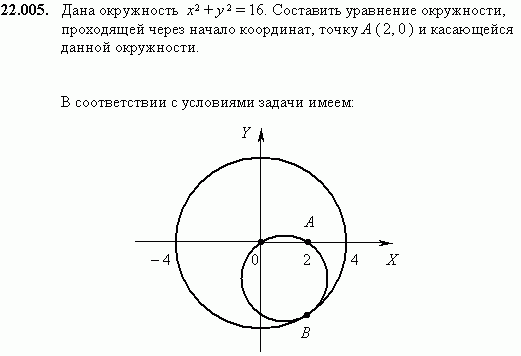 22.005. Дана окружность x² + y² = 16. Составить уравнение окружности,
проходящей через начало координат, точку A ( 2, 0 ) и касающейся
данной окружности.
В соответствии с условиями задачи имеем:
Y
A
– 4 0 2 4 X
B